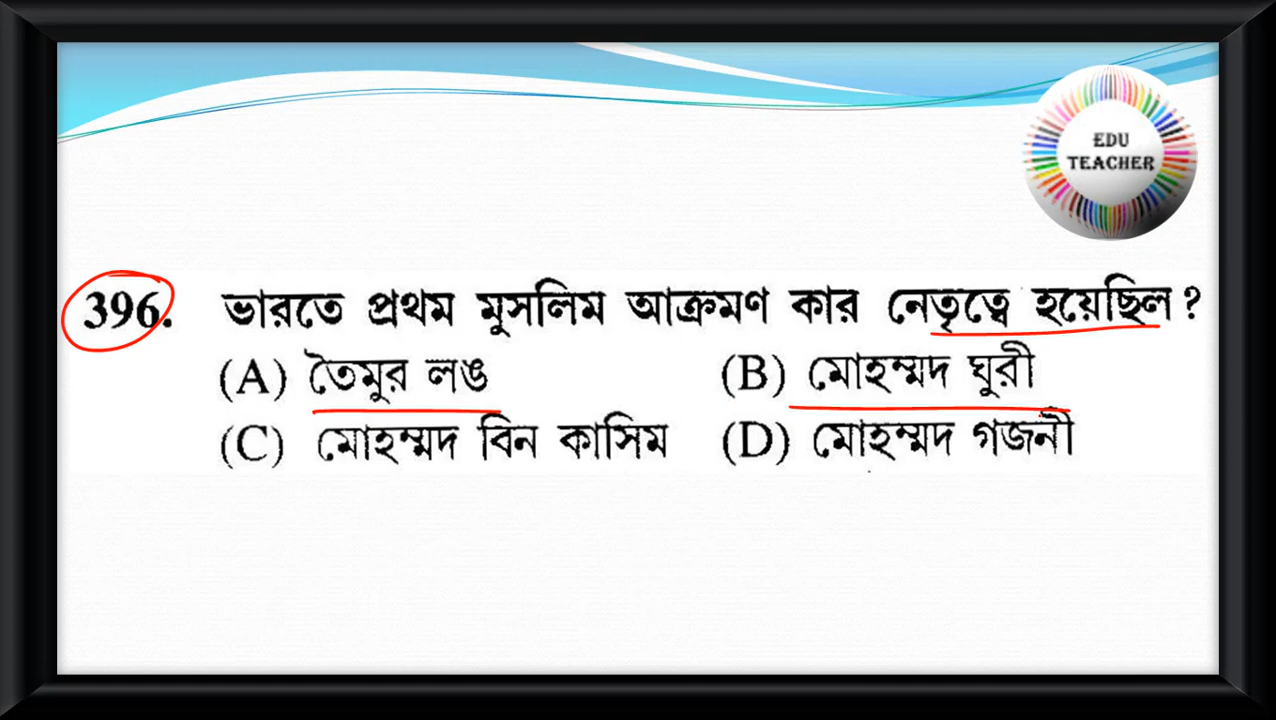 EDU
TEACHER
396. ভারতে প্রথম মুসলিম আক্রমণ কার নেতৃত্বে হয়েছিল ?
(A) তৈমুর লঙ (B) মোহম্মদ ঘুরী
(C) মোহম্মদ বিন কাসিম (D) মোহম্মদ গজনী